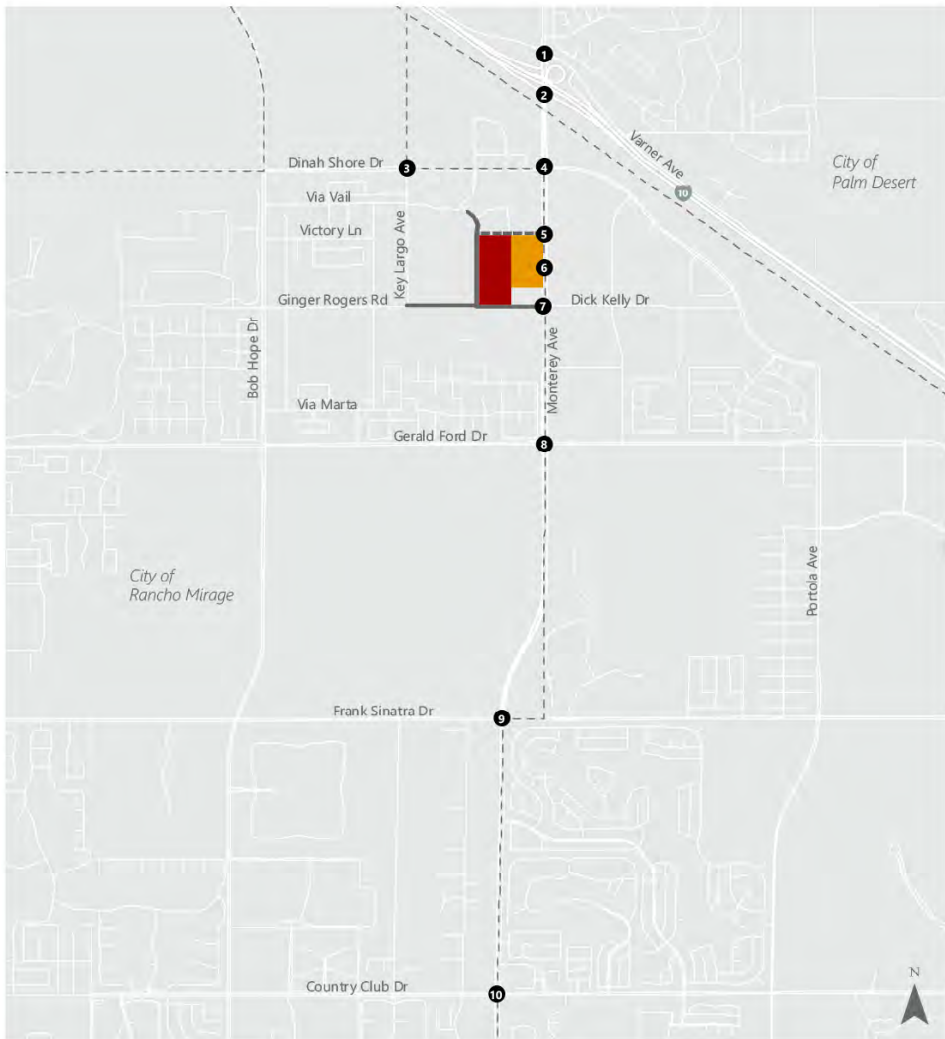 1
2
Varner Ave
City of
Palm Desert
Dinah Shore Dr
3
4
10
Via Vail
Victory Ln
Key Largo Ave
5
6
Ginger Rogers Rd
7
Dick Kelly Dr
Bob Hope Dr
Monterey Ave
Via Marta
Gerald Ford Dr
8
City of
Rancho Mirage
Portola Ave
Frank Sinatra Dr
9
Country Club Dr
10
N